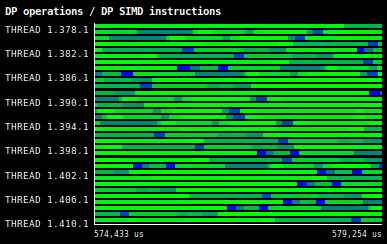 DP operations / DP SIMD instructions
THREAD 1.378.1
THREAD 1.382.1
THREAD 1.386.1
THREAD 1.390.1
THREAD 1.394.1
THREAD 1.398.1
THREAD 1.402.1
THREAD 1.406.1
THREAD 1.410.1
574,433 us 579,254 us